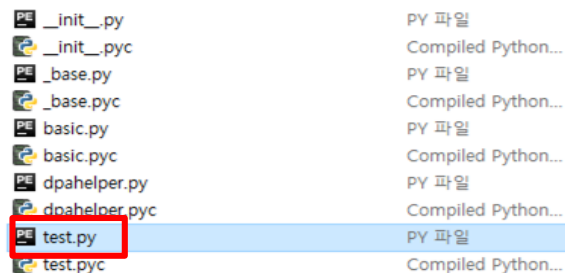 __init__.py PY 파일
__init__.pyc Compiled Python...
_base.py PY 파일
_base.pyc Compiled Python...
basic.py PY 파일
basic.pyc Compiled Python...
dpahelper.py PY 파일
dpahelper.pyc Compiled Python...
test.py PY 파일
test.pyc Compiled Python...